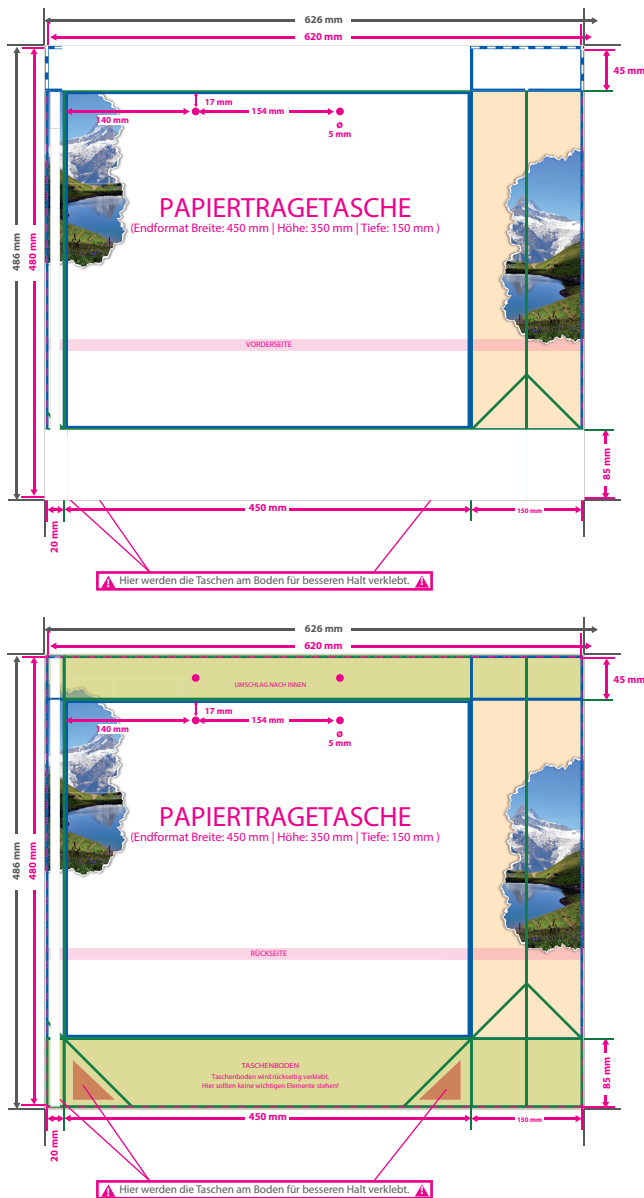 626 mm
620 mm
45 mm
17 mm
140 mm
154 mm
Ø
5 mm
PAPIERTRAGETASCHE
(Endformat Breite: 450 mm | Höhe: 350 mm | Tiefe: 150 mm )
486 mm
480 mm
VORDERSEITE
85 mm
20 mm
450 mm
150 mm
Hier werden die Taschen am Boden für besseren Halt verklebt.
626 mm
620 mm
45 mm
UMSCHLAG NACH INNEN
17 mm
140 mm
154 mm
Ø
5 mm
PAPIERTRAGETASCHE
(Endformat Breite: 450 mm | Höhe: 350 mm | Tiefe: 150 mm )
486 mm
480 mm
RÜCKSEITE
TASCHENBODEN
Taschenboden wird rückseitig verklebt.
Hier sollten keine wichtigen Elemente stehen!
85 mm
20 mm
450 mm
150 mm
Hier werden die Taschen am Boden für besseren Halt verklebt.